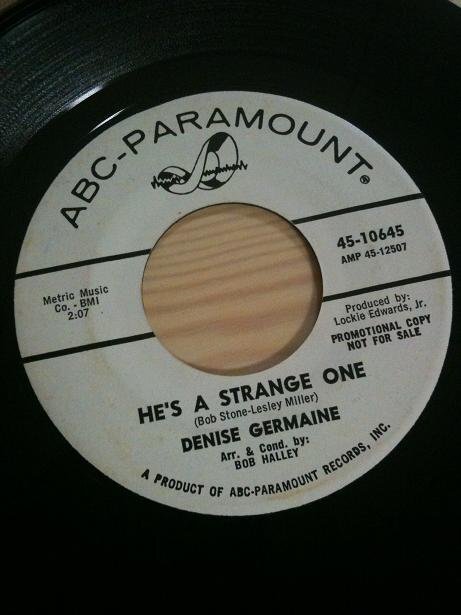 ABC-PARAMOUNT®
45-10645
AMP 45-12507
Metric Music
Co. - BMI
2:07
Produced by:
Lockie Edwards, Jr.
PROMOTIONAL COPY
NOT FOR SALE
HE'S A STRANGE ONE
(Bob Stone-Lesley Miller)
DENISE GERMAINE
Arr. & Cond. by:
BOB HALLEY
A PRODUCT OF ABC-PARAMOUNT RECORDS, INC.